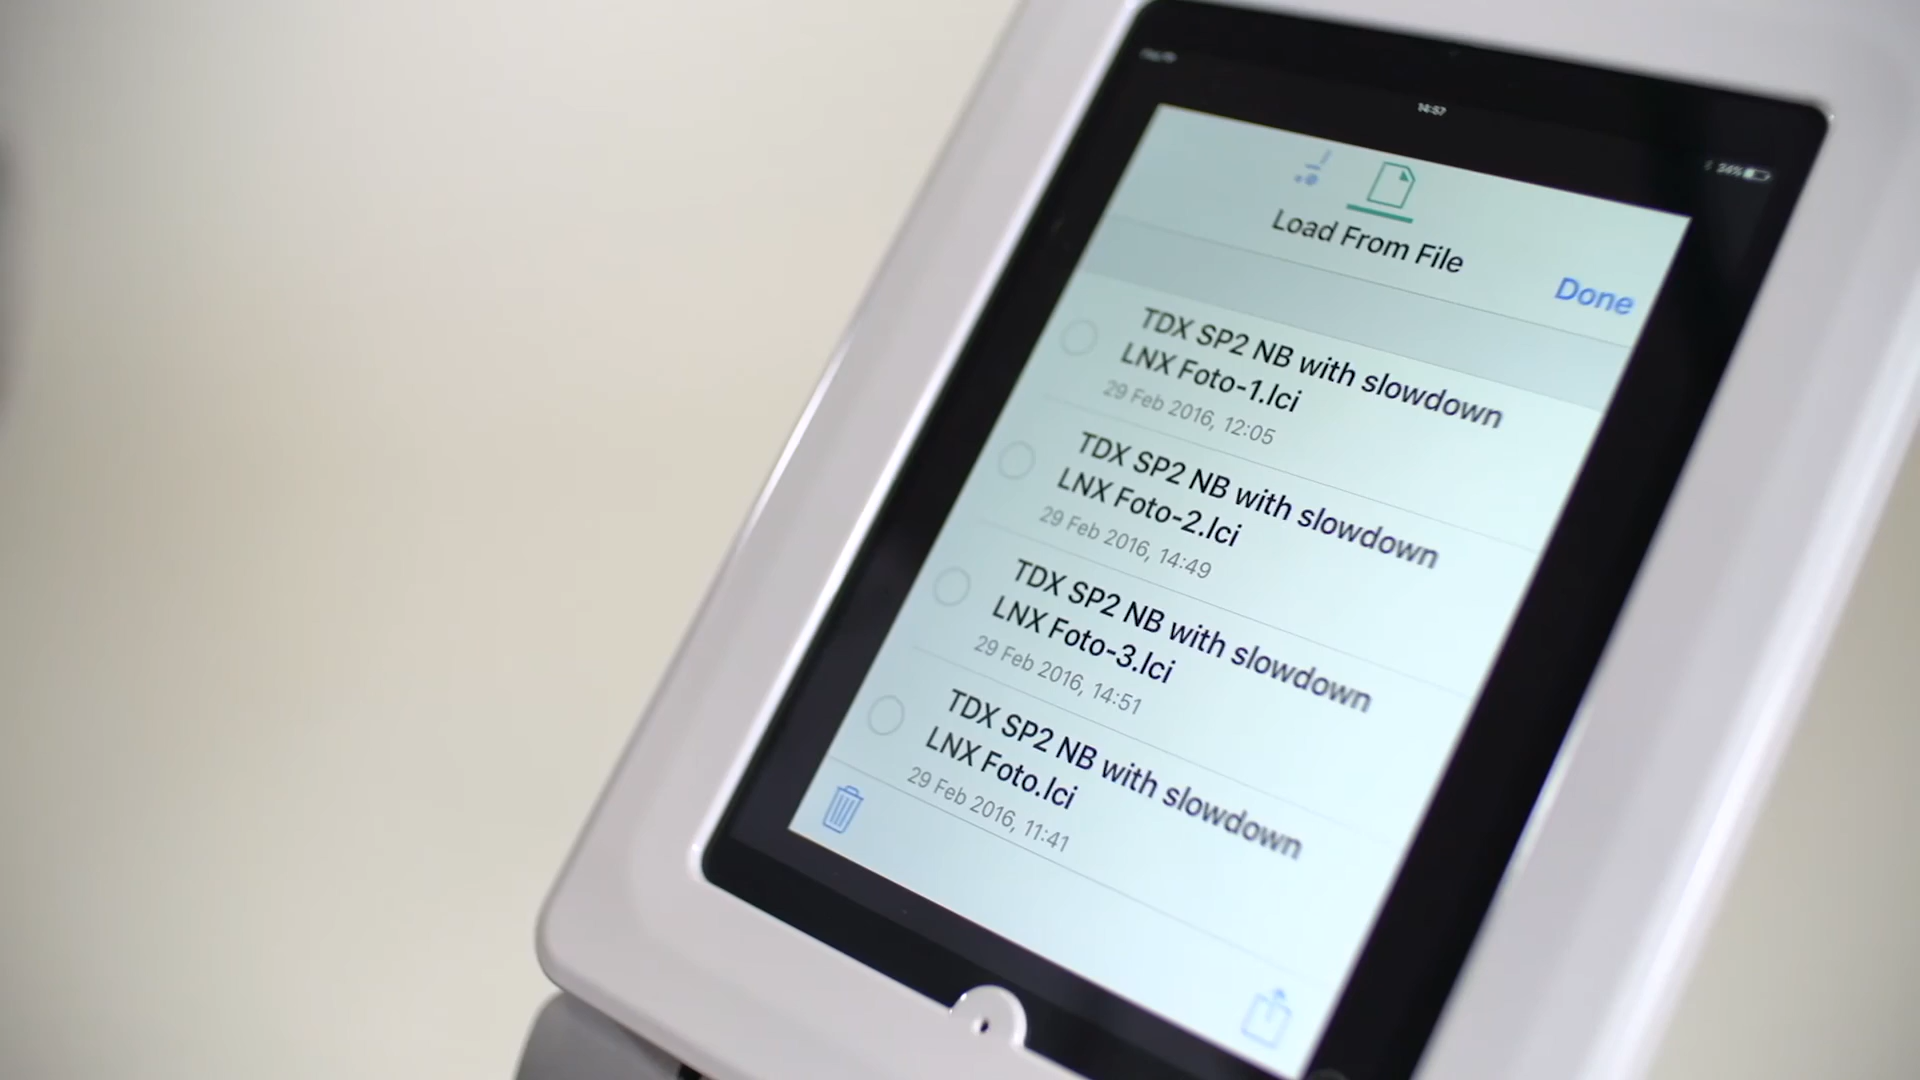 14:57
34%
Load From File
Done
TDX SP2 NB with slowdown
LNX Foto-1.lci
29 Feb 2016, 12:05
TDX SP2 NB with slowdown
LNX Foto-2.lci
29 Feb 2016, 14:49
TDX SP2 NB with slowdown
LNX Foto-3.lci
29 Feb 2016, 14:51
TDX SP2 NB with slowdown
LNX Foto.lci
29 Feb 2016, 11:41